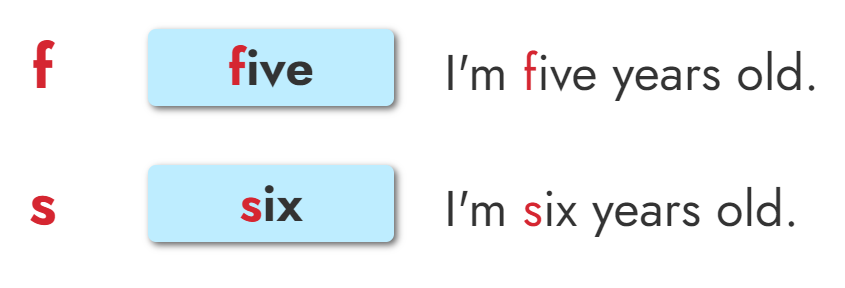 f five I'm five years old.
s six I'm six years old.